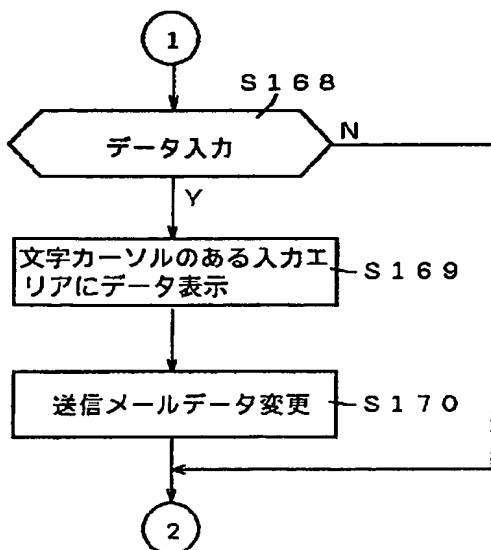 1
S168
データ入力
N
Y
文字カーソルのある入力エ
リアにデータ表示
S169
送信メールデータ変更
S170
2